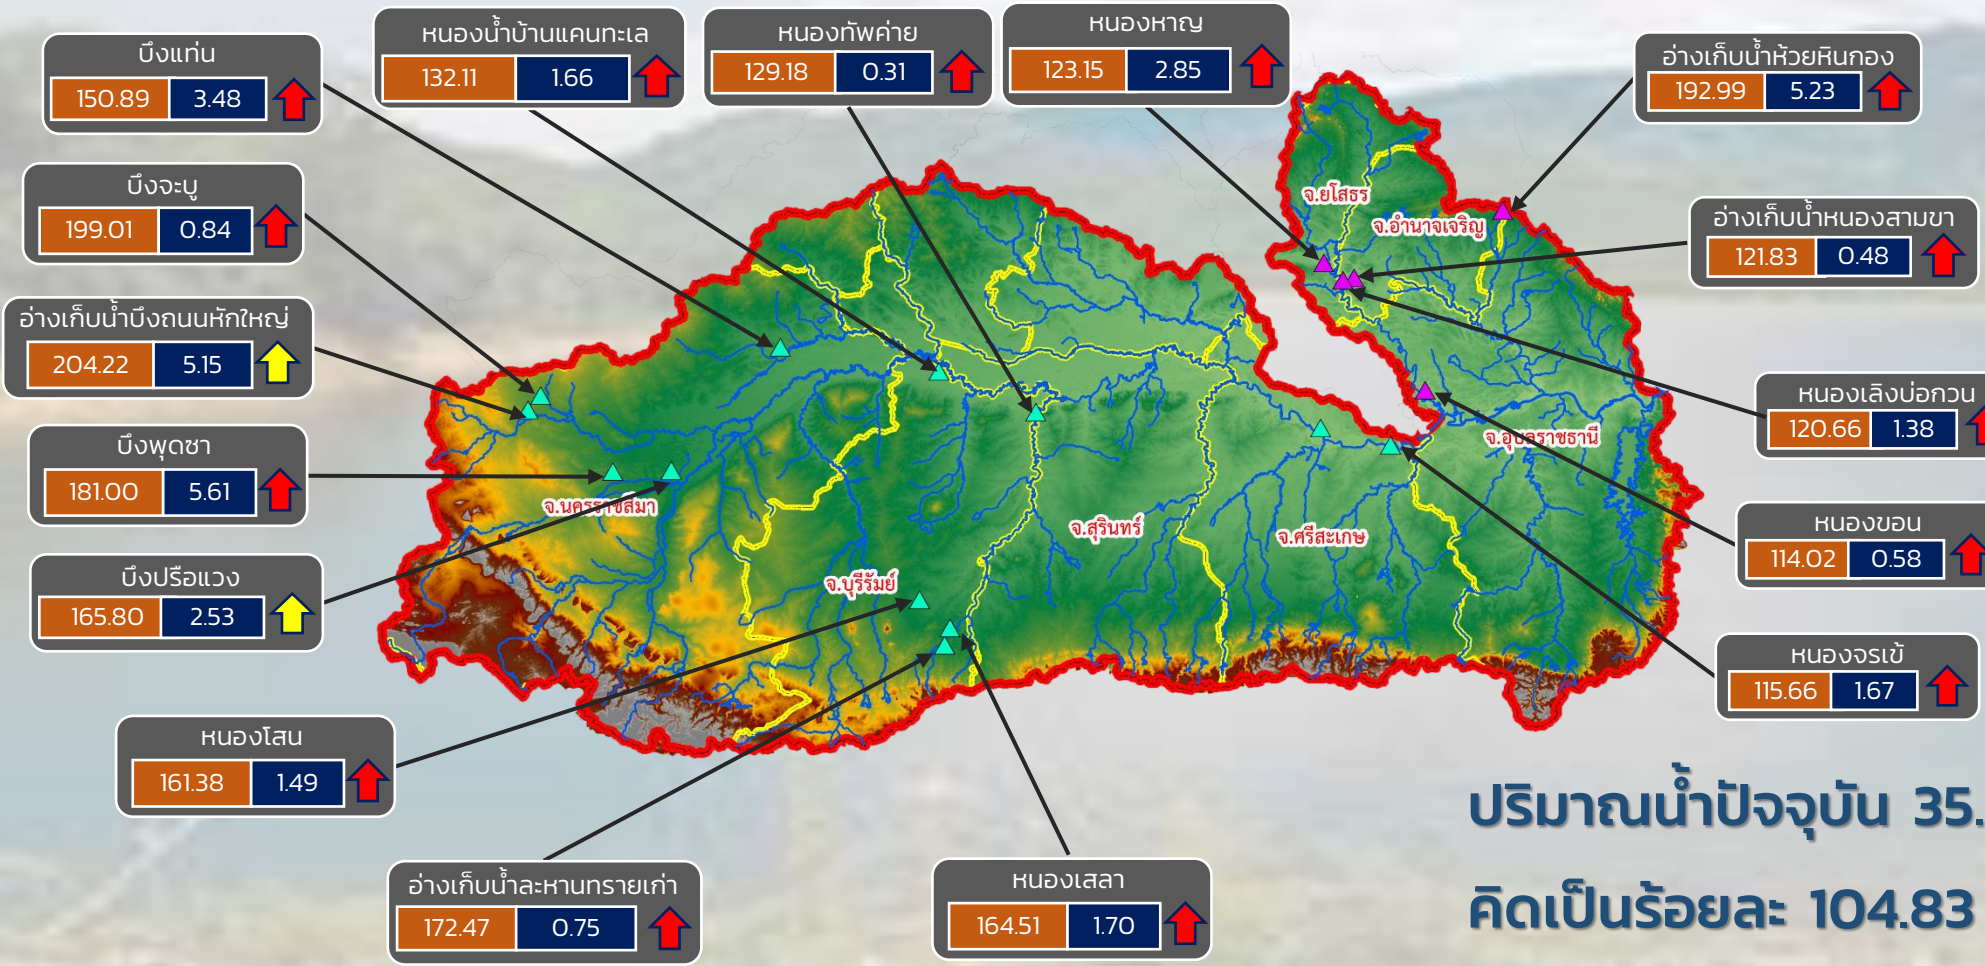 บึงแท่น
150.89 3.48
หนองน้ำบ้านแคนทะเล
132.11 1.66
หนองทัพค่าย
129.18 0.31
หนองหาญ
123.15 2.85
อ่างเก็บน้ำห้วยหินกอง
192.99 5.23
บึงจะบู
199.01 0.84
อ่างเก็บน้ำหนองสามขา
121.83 0.48
อ่างเก็บน้ำบึงถนนหักใหญ่
204.22 5.15
หนองเลิงบ่อกวน
120.66 1.38
บึงพุดซา
181.00 5.61
หนองขอน
114.02 0.58
บึงปรือแวง
165.80 2.53
หนองจรเข้
115.66 1.67
หนองโสน
161.38 1.49
อ่างเก็บน้ำละหานทรายเก่า
172.47 0.75
หนองเสลา
164.51 1.70
จ.ยโสธร
จ.อำนาจเจริญ
จ.อุบลราชธานี
จ.นครราชสีมา
จ.สุรินทร์
จ.ศรีสะเกษ
จ.บุรีรัมย์
ปริมาณน้ำปัจจุบัน 35.
คิดเป็นร้อยละ 104.83